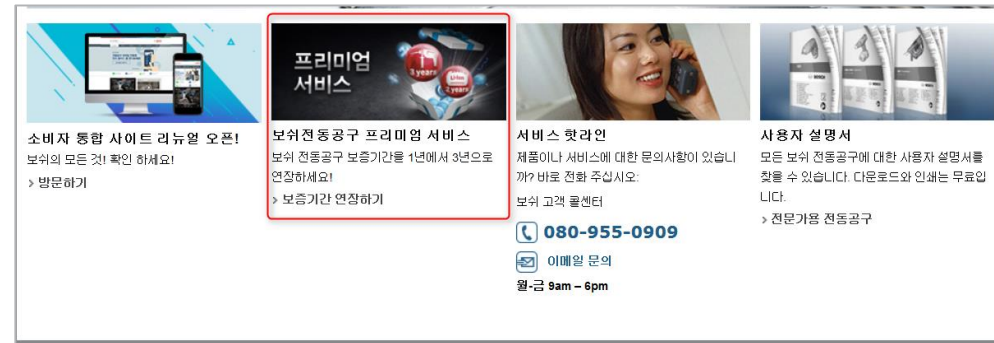 소비자 통합 사이트 리뉴얼 오픈!
보쉬의 모든 것! 확인 하세요!
> 방문하기
프리미엄
서비스
3 years
Li-Ion
2 years
보쉬전동공구 프리미엄 서비스
보쉬 전동공구 보증기간을 1년에서 3년으로
연장하세요!
> 보증기간 연장하기
서비스 핫라인
제품이나 서비스에 대한 문의사항이 있습니
까? 바로 전화 주십시오:
보쉬 고객 콜센터
080-955-0909
이메일 문의
월-금 9am – 6pm
BOSCH
사용자 설명서
모든 보쉬 전동공구에 대한 사용자 설명서를
찾을 수 있습니다. 다운로드와 인쇄는 무료입
니다.
> 전문가용 전동공구